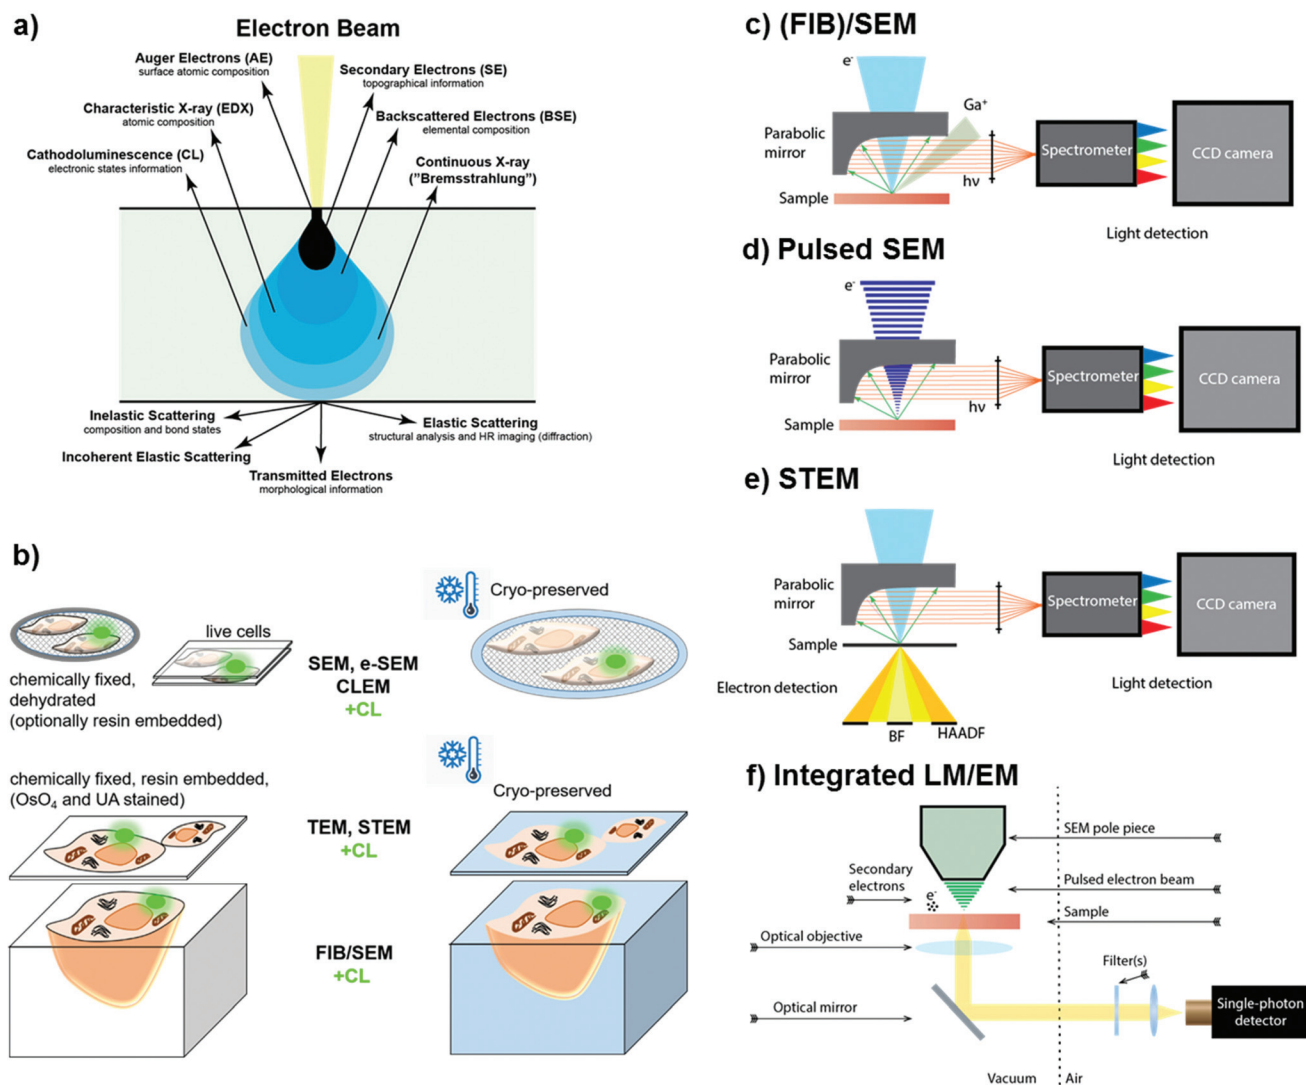 a)
Electron Beam
Auger Electrons (AE)
surface atomic composition
Secondary Electrons (SE)
topographical information
Characteristic X-ray (EDX)
atomic composition
Backscattered Electrons (BSE)
elemental composition
Cathodoluminescence (CL)
electronic states information
Continuous X-ray
("Bremsstrahlung")
Inelastic Scattering
composition and bond states
Elastic Scattering
structural analysis and HR imaging (diffraction)
Incoherent Elastic Scattering
Transmitted Electrons
morphological information
b)
live cells
chemically fixed,
dehydrated
(optionally resin embedded)
SEM, e-SEM
CLEM
+CL
Cryo-preserved
chemically fixed, resin embedded,
(OsO4 and UA stained)
TEM, STEM
+CL
Cryo-preserved
FIB/SEM
+CL
c) (FIB)/SEM
e-
Ga+
Parabolic
mirror
Sample
hν
Spectrometer
CCD camera
Light detection
d) Pulsed SEM
e-
Parabolic
mirror
Sample
hν
Spectrometer
CCD camera
Light detection
e) STEM
Parabolic
mirror
Sample
Electron detection
BF
HAADF
Spectrometer
CCD camera
Light detection
f) Integrated LM/EM
SEM pole piece
Secondary
electrons
e-
Pulsed electron beam
Sample
Optical objective
Filter(s)
Optical mirror
Single-photon
detector
Vacuum
Air